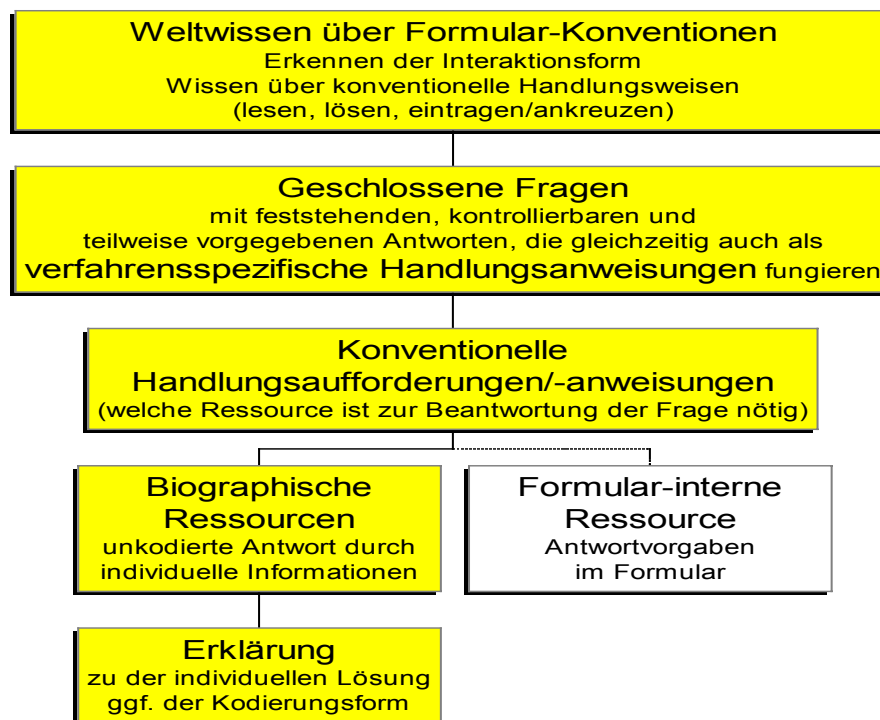 Weltwissen über Formular-Konventionen
Erkennen der Interaktionsform
Wissen über konventionelle Handlungsweisen
(lesen, lösen, eintragen/ankreuzen)
Geschlossene Fragen
mit feststehenden, kontrollierbaren und
teilweise vorgegebenen Antworten, die gleichzeitig auch als
verfahrensspezifische Handlungsanweisungen fungieren
Konventionelle
Handlungsaufforderungen/-anweisungen
(welche Ressource ist zur Beantwortung der Frage nötig)
Biographische
Ressourcen
unkodierte Antwort durch
individuelle Informationen
Formular-interne
Ressource
Antwortvorgaben
im Formular
Erklärung
zu der individuellen Lösung
ggf. der Kodierungsform